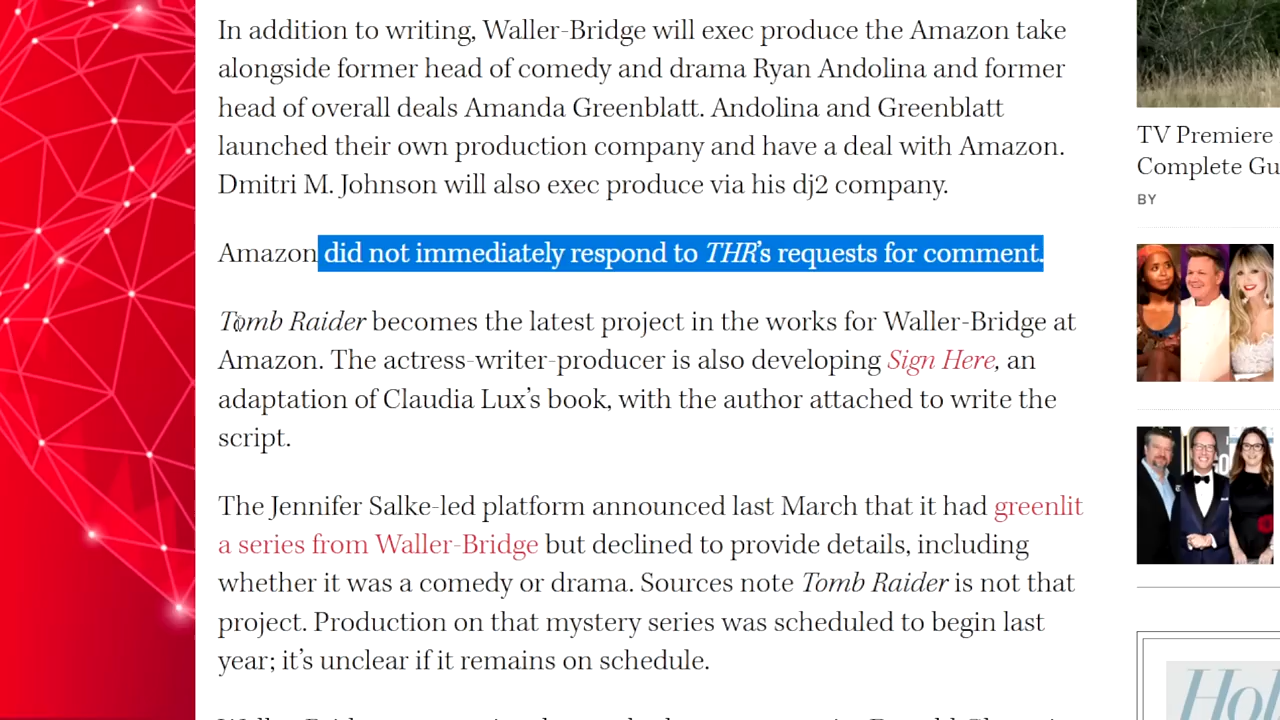 In addition to writing, Waller-Bridge will exec produce the Amazon take
alongside former head of comedy and drama Ryan Andolina and former
head of overall deals Amanda Greenblatt. Andolina and Greenblatt
launched their own production company and have a deal with Amazon.
Dmitri M. Johnson will also exec produce via his dj2 company.
Amazon did not immediately respond to THR’s requests for comment.
Tomb Raider becomes the latest project in the works for Waller-Bridge at
Amazon. The actress-writer-producer is also developing Sign Here, an
adaptation of Claudia Lux’s book, with the author attached to write the
script.
The Jennifer Salke-led platform announced last March that it had greenlit
a series from Waller-Bridge but declined to provide details, including
whether it was a comedy or drama. Sources note Tomb Raider is not that
project. Production on that mystery series was scheduled to begin last
year; it’s unclear if it remains on schedule.
TV Premiere
Complete Gu
BY
Hol